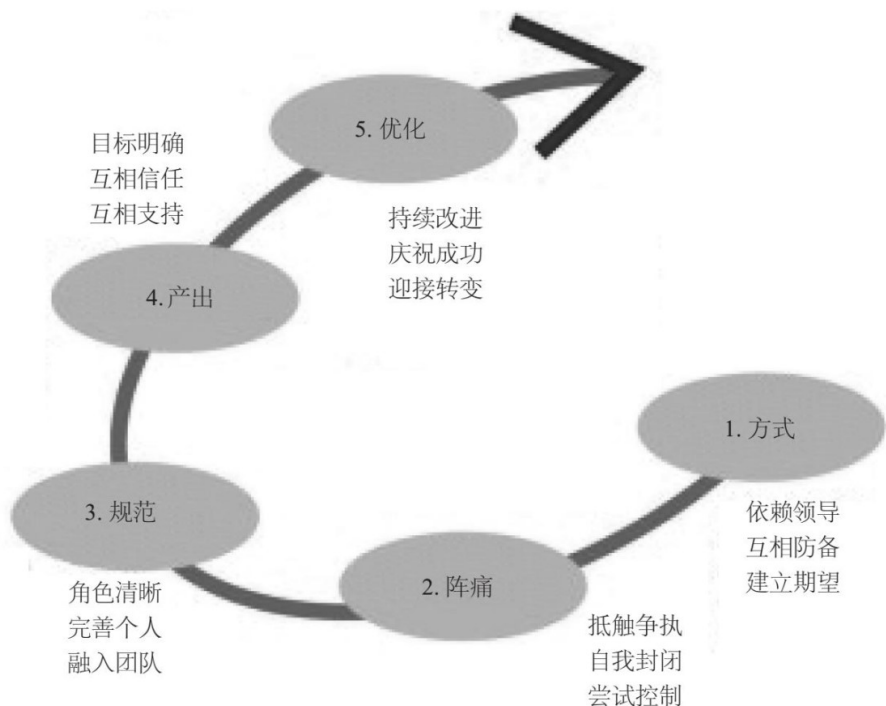 5. 优化
目标明确
互相信任
互相支持
持续改进
庆祝成功
迎接转变
4. 产出
1. 方式
3. 规范
依赖领导
互相防备
建立期望
2. 阵痛
角色清晰
完善个人
融入团队
抵触争执
自我封闭
尝试控制